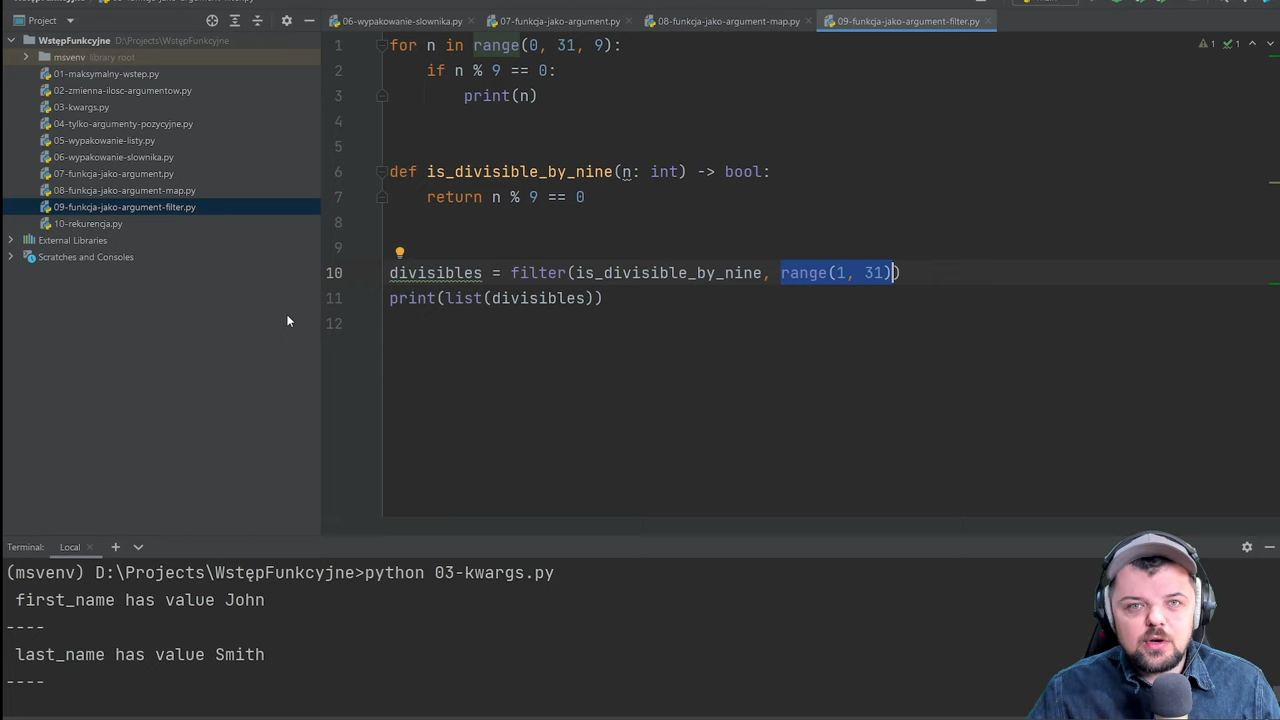 Project
06-wypakowanie-slownika.py
07-funkcja-jako-argument.py
08-funkcja-jako-argument-map.py
09-funkcja-jako-argument-filter.py
WstępFunkcyjne D:\Projects\WstępFunkcyjne
msvenv library root
01-maksymalny-wstep.py
02-zmienna-ilosc-argumentow.py
03-kwargs.py
04-tylko-argumenty-pozycyjne.py
05-wypakowanie-listy.py
06-wypakowanie-slownika.py
07-funkcja-jako-argument.py
08-funkcja-jako-argument-map.py
09-funkcja-jako-argument-filter.py
10-rekurencja.py
External Libraries
Scratches and Consoles
1 for n in range(0, 31, 9):
2 if n % 9 == 0:
3 print(n)
4
5
6 def is_divisible_by_nine(n: int) -> bool:
7 return n % 9 == 0
8
9
10 divisibles = filter(is_divisible_by_nine, range(1, 31))
11 print(list(divisibles))
12
1 1
Terminal: Local
(msvenv) D:\Projects\WstępFunkcyjne>python 03-kwargs.py
first_name has value John
----
last_name has value Smith
----